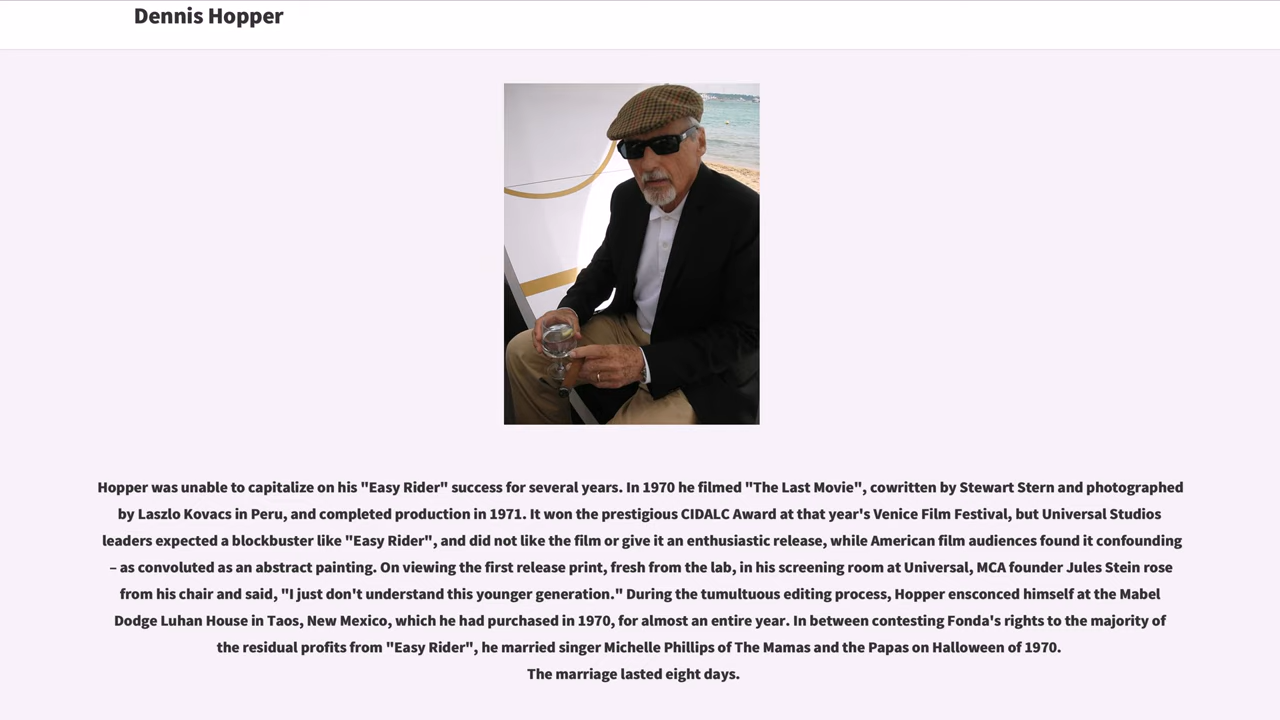 Dennis Hopper
Hopper was unable to capitalize on his "Easy Rider" success for several years. In 1970 he filmed "The Last Movie", cowritten by Stewart Stern and photographed
by Laszlo Kovacs in Peru, and completed production in 1971. It won the prestigious CIDALC Award at that year's Venice Film Festival, but Universal Studios
leaders expected a blockbuster like "Easy Rider", and did not like the film or give it an enthusiastic release, while American film audiences found it confounding
– as convoluted as an abstract painting. On viewing the first release print, fresh from the lab, in his screening room at Universal, MCA founder Jules Stein rose
from his chair and said, "I just don't understand this younger generation." During the tumultuous editing process, Hopper ensconced himself at the Mabel
Dodge Luhan House in Taos, New Mexico, which he had purchased in 1970, for almost an entire year. In between contesting Fonda's rights to the majority of
the residual profits from "Easy Rider", he married singer Michelle Phillips of The Mamas and the Papas on Halloween of 1970.
The marriage lasted eight days.